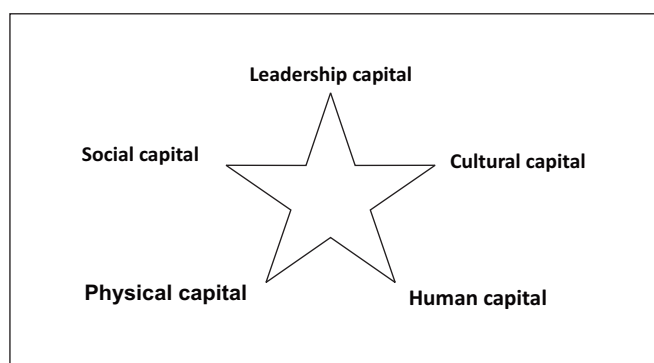 Leadership capital
Social capital
Cultural capital
Physical capital
Human capital